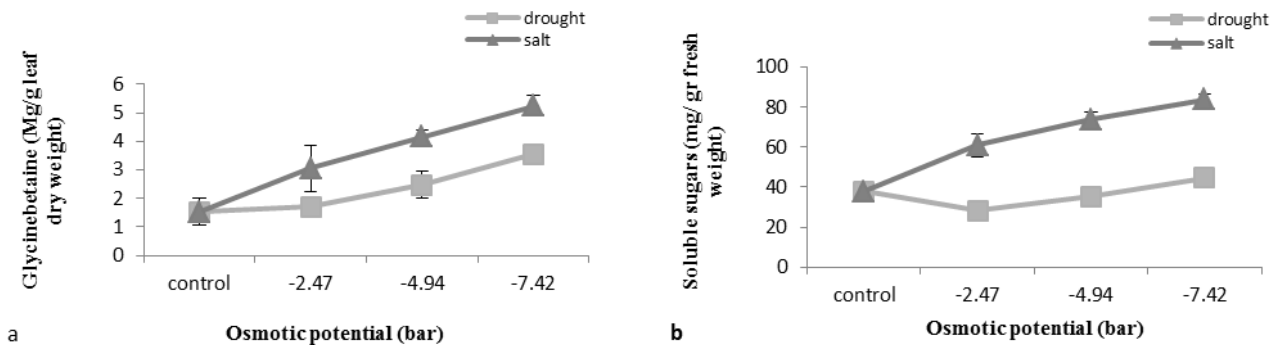 drought
salt
Glycinebetaine (Mg/g leaf
dry weight)
6
5
4
3
2
1
0
control
-2.47
-4.94
-7.42
Osmotic potential (bar)
a
drought
salt
Soluble sugars (mg/ gr fresh
weight)
100
80
60
40
20
0
control
-2.47
-4.94
-7.42
Osmotic potential (bar)
b